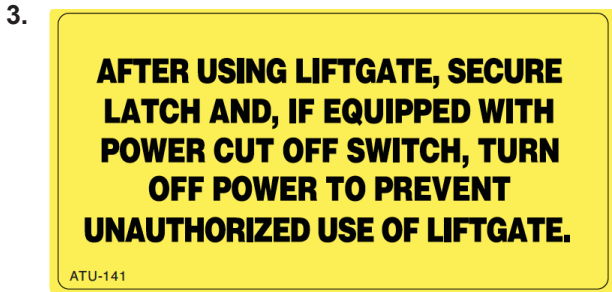 3.
AFTER USING LIFTGATE, SECURE
LATCH AND, IF EQUIPPED WITH
POWER CUT OFF SWITCH, TURN
OFF POWER TO PREVENT
UNAUTHORIZED USE OF LIFTGATE.
ATU-141